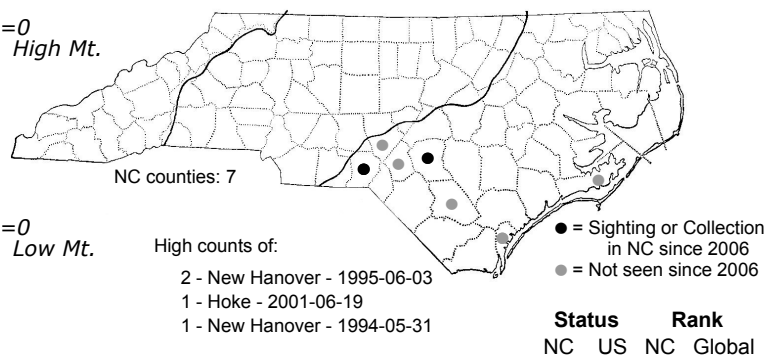 =0
High Mt.
NC counties: 7
=0
Low Mt.
High counts of:
2 - New Hanover - 1995-06-03
1 - Hoke - 2001-06-19
1 - New Hanover - 1994-05-31
= Sighting or Collection
in NC since 2006
= Not seen since 2006
Status Rank
NC US NC Global